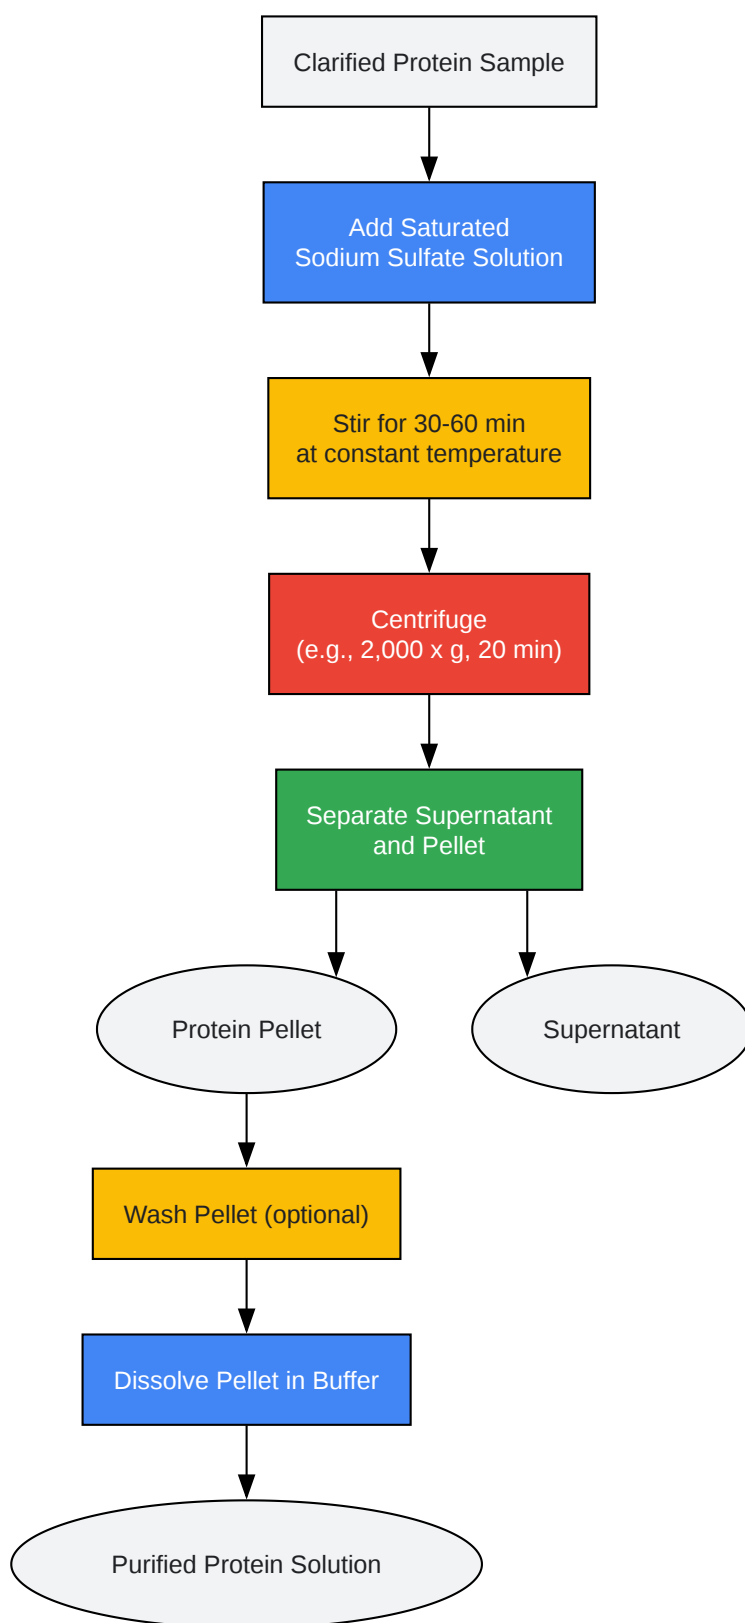 Clarified Protein Sample
Add Saturated
Sodium Sulfate Solution
Stir for 30-60 min
at constant temperature
Centrifuge
(e.g., 2,000 x g, 20 min)
Separate Supernatant
and Pellet
Protein Pellet
Supernatant
Wash Pellet (optional)
Dissolve Pellet in Buffer
Purified Protein Solution